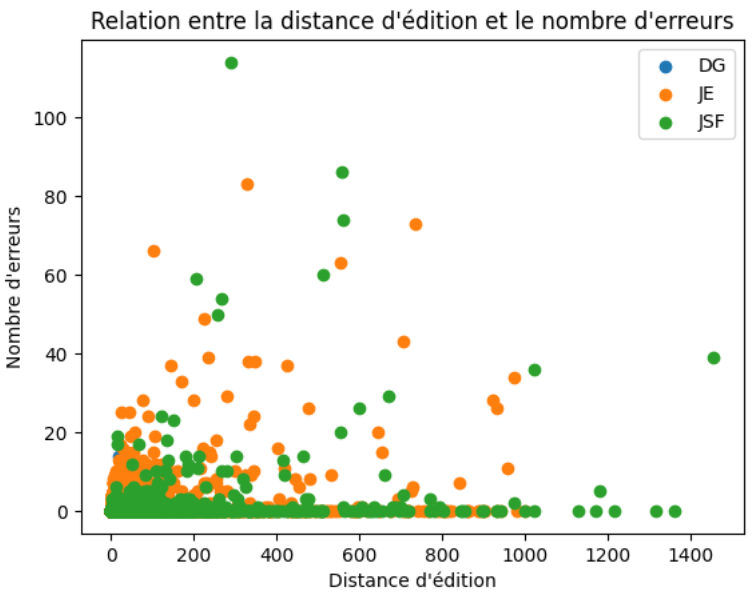 Relation entre la distance d'édition et le nombre d'erreurs
DG
JE
JSF
Nombre d'erreurs
100
80
60
40
20
0
0 200 400 600 800 1000 1200 1400
Distance d'édition